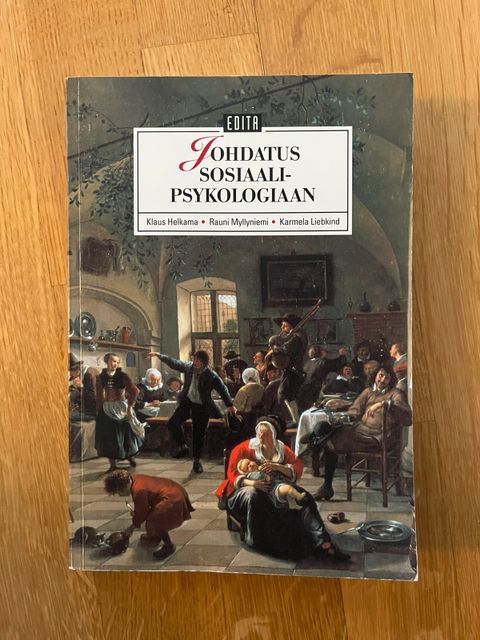 EDITA
JOHDATUS
SOSIAALI-
PSYKOLOGIAAN
Klaus Helkama • Rauni Myllyniemi • Karmela Liebkind